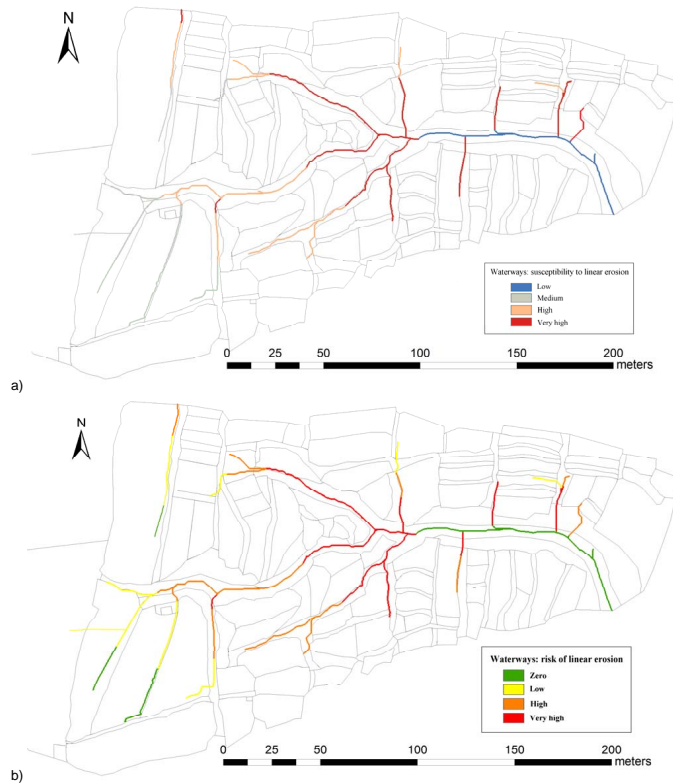 N
Waterways: susceptibility to linear erosion
Low
Medium
High
Very high
0 25 50 100 150 200
meters
a)
N
Waterways: risk of linear erosion
Zero
Low
High
Very high
0 25 50 100 150 200
meters
b)